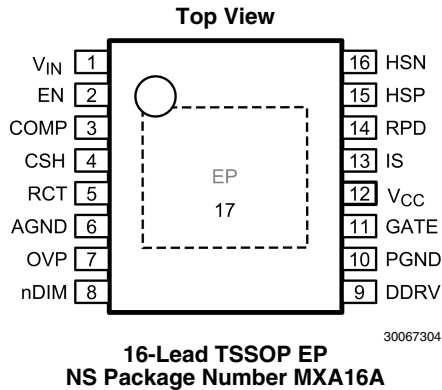 Top View
V_IN 1 16 HSN
EN 2 15 HSP
COMP 3 14 RPD
CSH 4 13 IS
EP
RCT 5 12 V_CC
17
AGND 6 11 GATE
OVP 7 10 PGND
nDIM 8 9 DDRV
30067304
16-Lead TSSOP EP
NS Package Number MXA16A